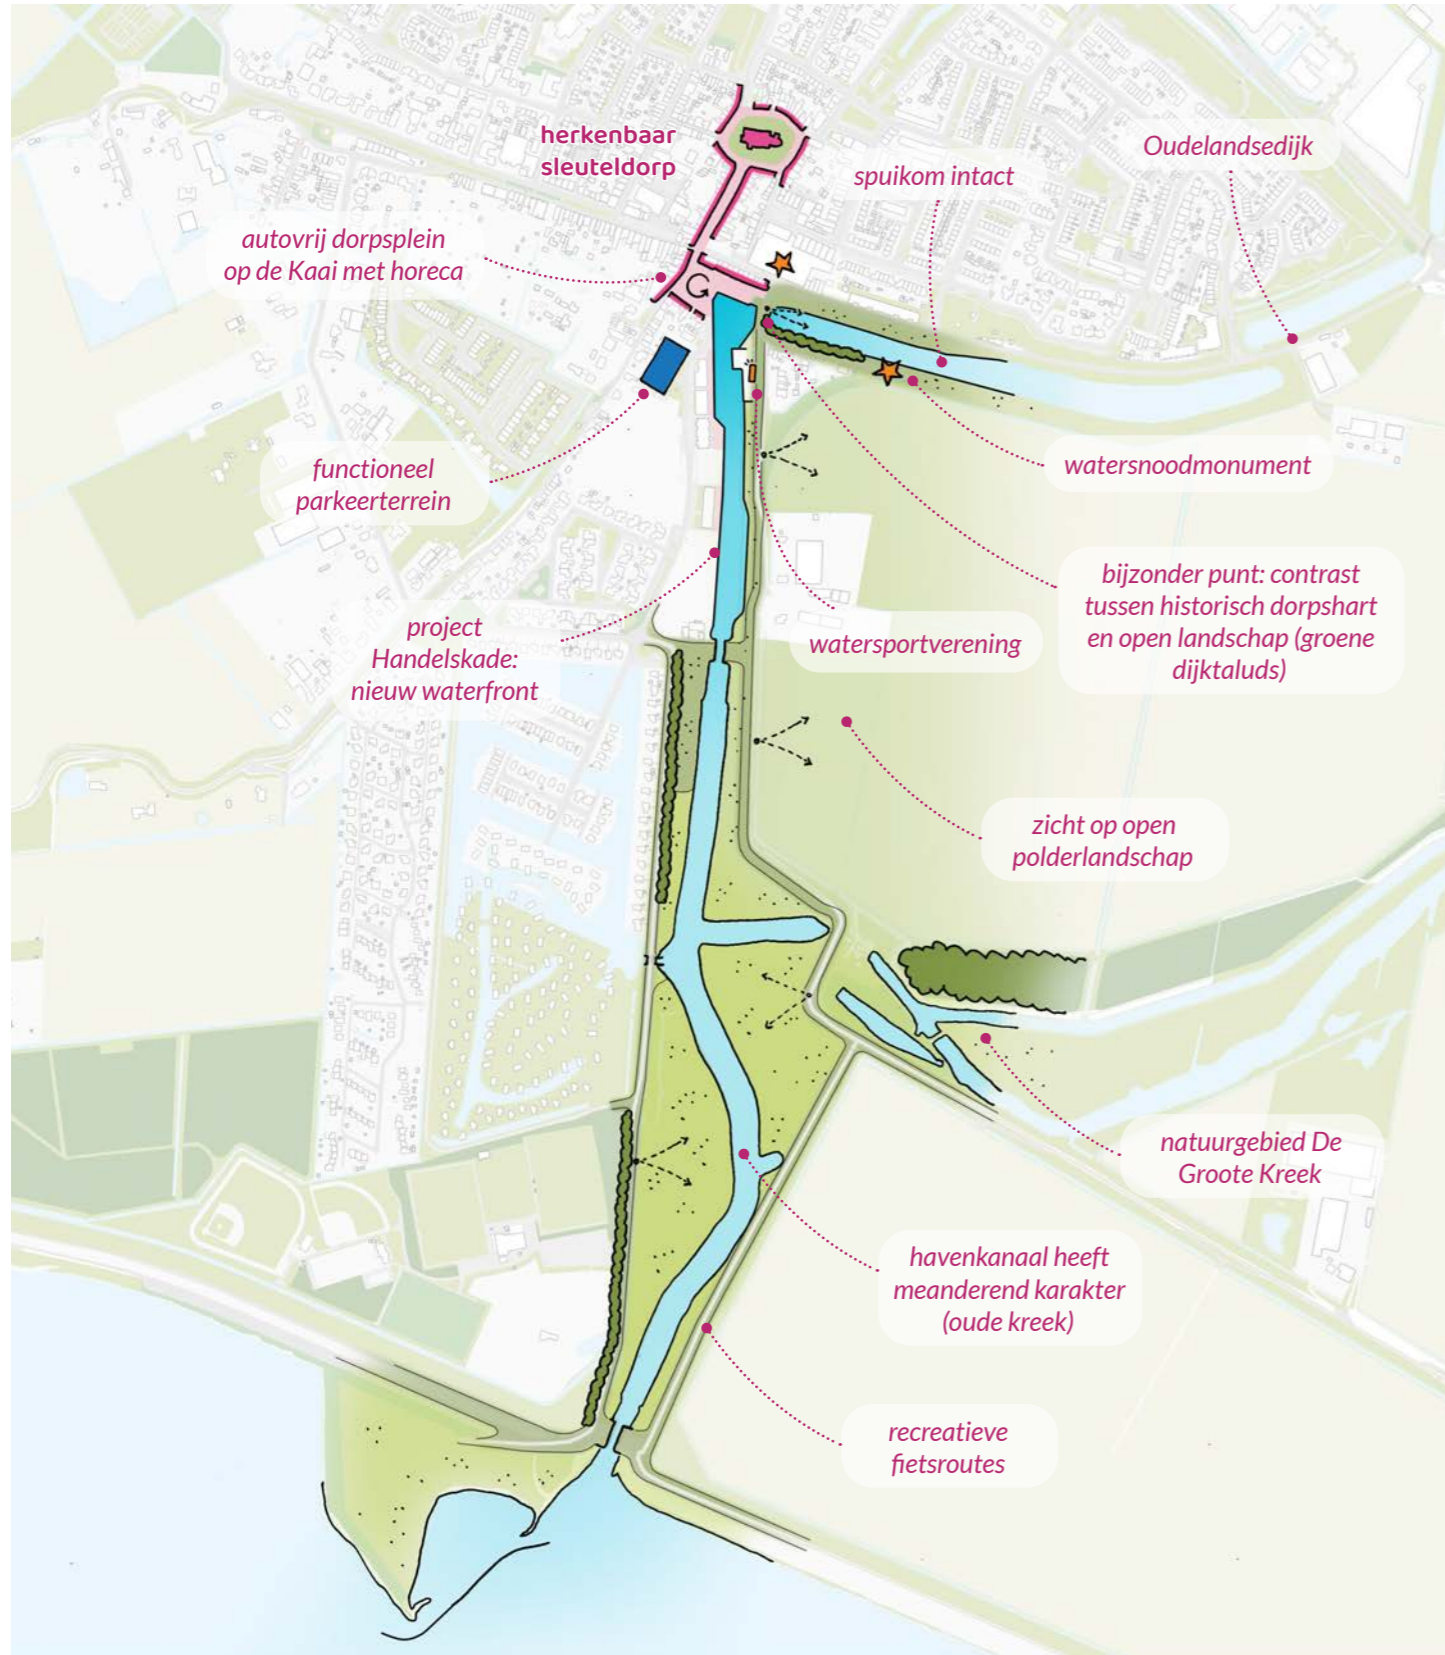 herkenbaar
sleuteldorp
Oudelandsedijk
spuikom intact
autovrij dorpsplein
op de Kaai met horeca
functioneel
parkeerterrein
watersnoodmonument
bijzonder punt: contrast
tussen historisch dorpshart
en open landschap (groene
dijktaluds)
project
Handelskade:
nieuw waterfront
watersportverening
zicht op open
polderlandschap
natuurgebied De
Groote Kreek
havenkanaal heeft
meanderend karakter
(oude kreek)
recreatieve
fietsroutes